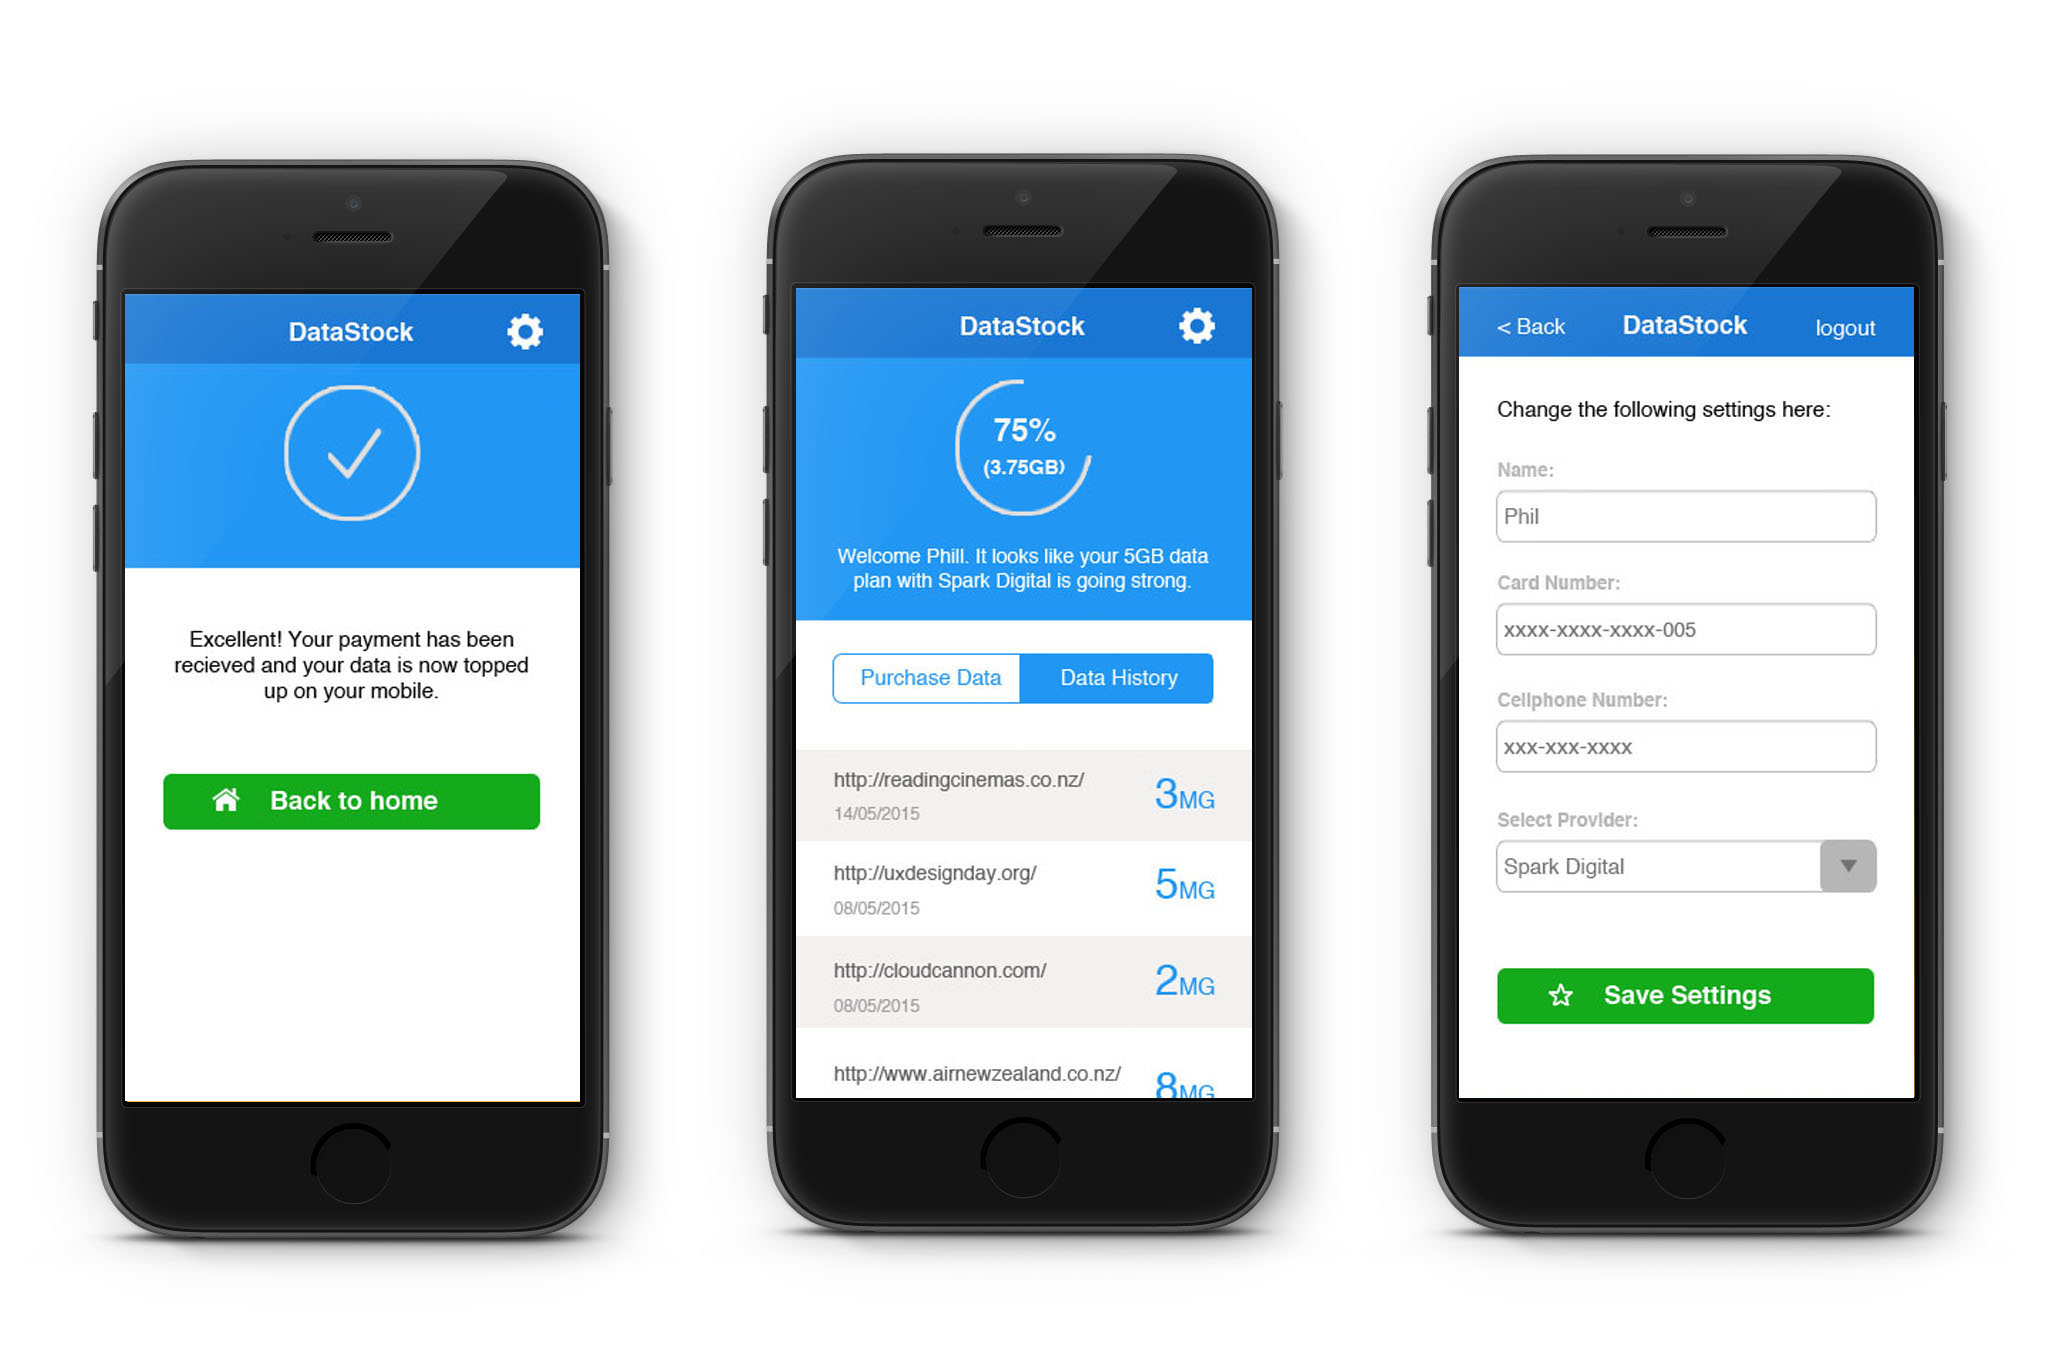 DataStock
Excellent! Your payment has been
recieved and your data is now topped
up on your mobile.
Back to home
DataStock
75%
(3.75GB)
Welcome Phill. It looks like your 5GB data
plan with Spark Digital is going strong.
Purchase Data Data History
http://readingcinemas.co.nz/ 3MG
14/05/2015
http://uxdesignday.org/ 5MG
08/05/2015
http://cloudcannon.com/ 2MG
08/05/2015
http://www.airnewzealand.co.nz/ 8MG
< Back DataStock logout
Change the following settings here:
Name:
Phil
Card Number:
xxxx-xxxx-xxxx-005
Cellphone Number:
xxx-xxx-xxxx
Select Provider:
Spark Digital
Save Settings